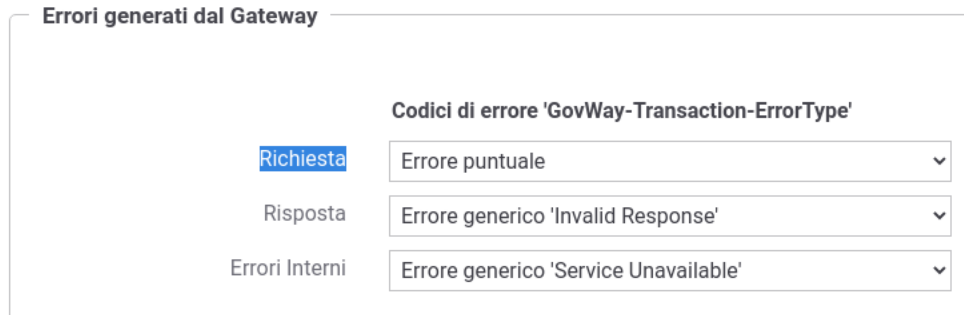 Errori generati dal Gateway
Codici di errore 'GovWay-Transaction-ErrorType'
Richiesta Errore puntuale
Risposta Errore generico 'Invalid Response'
Errori Interni Errore generico 'Service Unavailable'